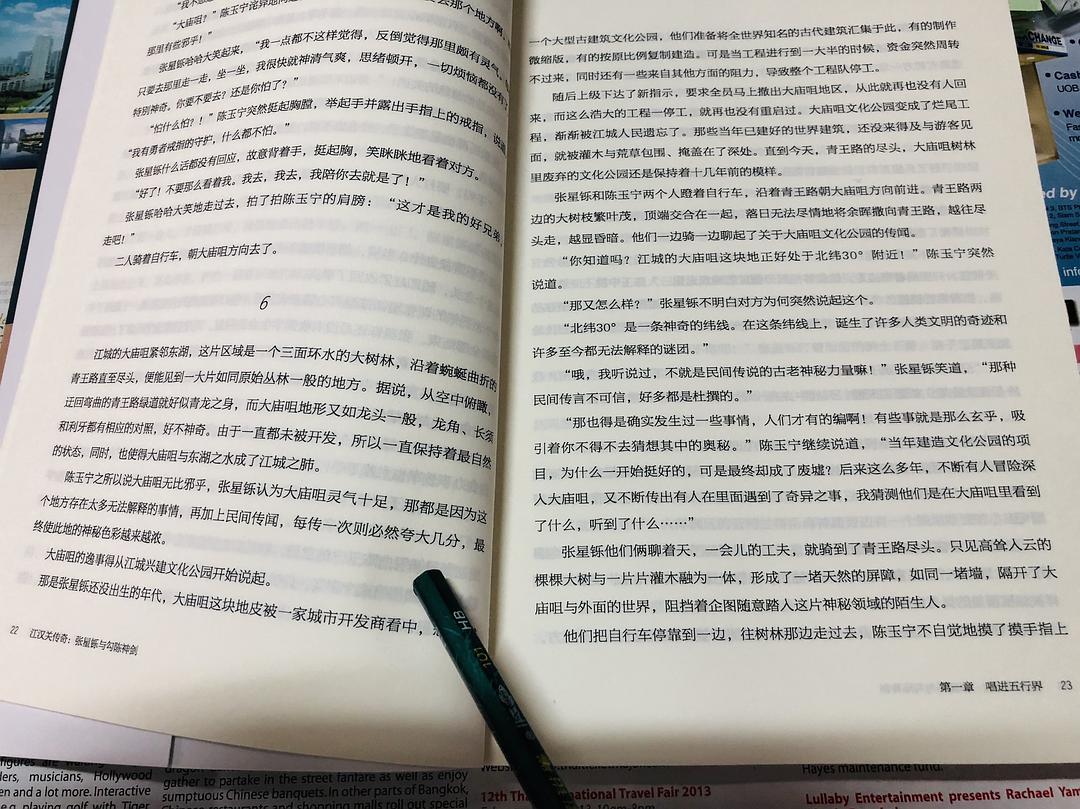 “大庙咀？”陈玉宁诧异地
那里有些邪乎！”
张星铄哈哈大笑起来，“我一点都不这样觉得，反倒觉得那里颇有灵气，
只要去那里走一走，坐一坐，我很快就神清气爽，思绪顿开，一切烦恼都没有了
特别神奇。你要不要去？还是你怕了？”
“怕什么怕？！”陈玉宁突然挺起胸膛，举起手并露出手指上的戒指，说道
“我有勇者戒指的守护，什么都不怕。”
张星铄什么话都没有回应，故意背着手，挺起胸，笑眯眯地看着对方。
“好了！不要那么看着我。我去，我去，我陪你去就是了！”
张星铄哈哈大笑地走过去，拍了拍陈玉宁的肩膀：“这才是我的好兄弟，
走吧！”
二人骑着自行车，朝大庙咀方向去了。
6
江城的大庙咀紧邻东湖，这片区域是一个三面环水的大树林，沿着蜿蜒曲折的
青王路直至尽头，便能见到一大片如同原始丛林一般的地方。据说，从空中俯瞰，
迂回弯曲的青王路绿道就好似青龙之身，而大庙咀地形又如龙头一般，龙角、长须
和利牙都有相应的对照，好不神奇。由于一直都未被开发，所以一直保持着最自然
的状态，同时，也使得大庙咀与东湖之水成了江城之肺。
陈玉宁之所以说大庙咀无比邪乎，张星铄认为大庙咀灵气十足，那都是因为这
个地方存在太多无法解释的事情，再加上民间传闻，每传一次则必然夸大几分，最
终使此地的神秘色彩越来越浓。
大庙咀的逸事得从江城兴建文化公园开始说起。
那是张星铄还没出生的年代，大庙咀这块地皮被一家城市开发商看中，
22 江汉关传奇：张星铄与勾陈神剑
一个大型古建筑文化公园，他们准备将全世界知名的古代建筑汇集于此，有的制作
微缩版，有的按原比例复制建造。可是当工程进行到一大半的时候，资金突然周转
不过来，同时还有一些来自其他方面的阻力，导致整个工程队停工。
随后上级下达了新指示，要求全员马上撤出大庙咀地区，从此就再也没有人回
来，而这么浩大的工程一停工，就再也没有重启过。大庙咀文化公园变成了烂尾工
程，渐渐被江城人民遗忘了。那些当年已建好的世界建筑，还没来得及与游客见
面，就被灌木与荒草包围、掩盖在了深处。直到今天，青王路的尽头，大庙咀树林
里废弃的文化公园还是保持着十几年前的模样。
张星铄和陈玉宁两个人蹬着自行车，沿着青王路朝大庙咀方向前进。青王路两
边的大树枝繁叶茂，顶端交合在一起，落日无法尽情地将余晖撒向青王路，越往尽
头走，越显昏暗。他们一边骑一边聊起了关于大庙咀文化公园的传闻。
“你知道吗？江城的大庙咀这块地正好处于北纬30°附近！”陈玉宁突然
说道。
“那又怎么样？”张星铄不明白对方为何突然说起这个。
“北纬30°是一条神奇的纬线。在这条纬线上，诞生了许多人类文明的奇迹和
许多至今都无法解释的谜团。”
“哦，我听说过，不就是民间传说的古老神秘力量嘛！”张星铄笑道，“那种
民间传言不可信，好多都是杜撰的。”
“那也得是确实发生过一些事情，人们才有的编啊！有些事就是那么玄乎，吸
引着你不得不去猜想其中的奥秘。”陈玉宁继续说道，“当年建造文化公园的项
目，为什么一开始挺好的，可是最终却成了废墟？后来这么多年，不断有人冒险深
入大庙咀，又不断传出有人在里面遇到了奇异之事，我猜测他们是在大庙咀里看到
了什么，听到了什么……”
张星铄他们俩聊着天，一会儿的工夫，就骑到了青王路尽头。只见高耸入云的
棵棵大树与一片片灌木融为一体，形成了一堵天然的屏障，如同一堵墙，隔开了大
庙咀与外面的世界，阻挡着企图随意踏入这片神秘领域的陌生人。
他们把自行车停靠到一边，往树林那边走过去，陈玉宁不自觉地摸了摸手指上
第一章 唱进五行界 23
HB
101
CHANGE
Cash
UOB
ed by
ders, musicians, Hollywood
en and a lot more. Interactive
gather to partake in the street fanfare as well as enjoy
sumptuous Chinese banquets. In other parts of Bangkok,
Travel Fair 2013
Hayes maintenance fund.
Lullaby Entertainment presents Rachael Yam